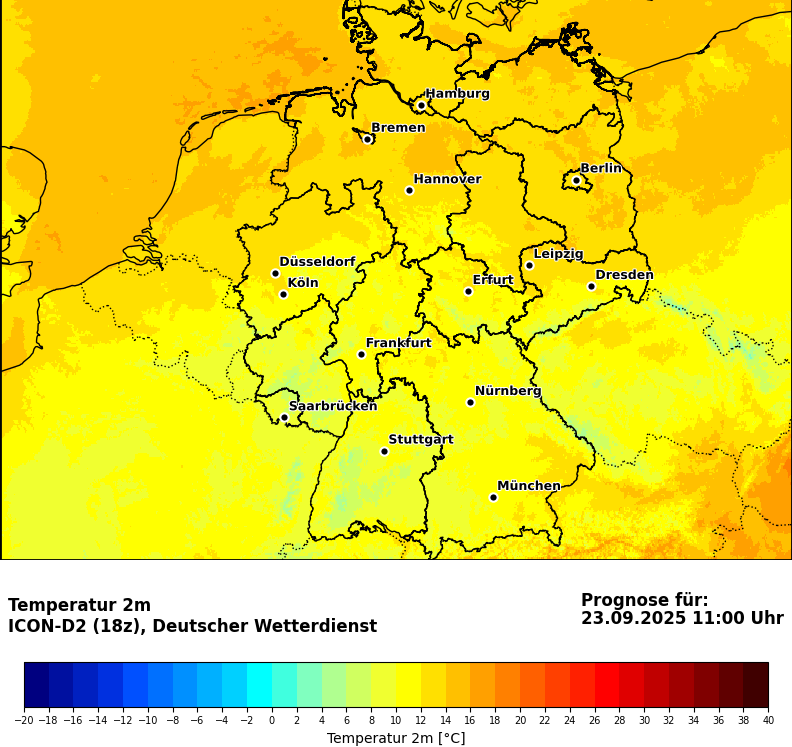 Hamburg
Bremen
Berlin
Hannover
Leipzig
Düsseldorf
Dresden
Köln
Erfurt
Frankfurt
Nürnberg
Saarbrücken
Stuttgart
München
Temperatur 2m
ICON-D2 (18z), Deutscher Wetterdienst
Prognose für:
23.09.2025 11:00 Uhr
−20 −18 −16 −14 −12 −10 −8 −6 −4 −2 0 2 4 6 8 10 12 14 16 18 20 22 24 26 28 30 32 34 36 38 40
Temperatur 2m [°C]